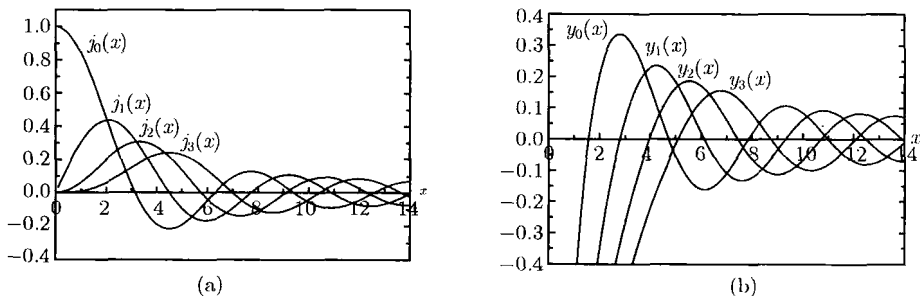 1.0
0.8
0.6
0.4
0.2
0.0
−0.2
−0.4
j₀(x)
j₁(x)
j₂(x)
j₃(x)
0 2 4 6 8 10 12 14 x
(a)
0.4
0.3
0.2
0.1
0
−0.1
−0.2
−0.3
−0.4
y₀(x)
y₁(x)
y₂(x)
y₃(x)
0 2 4 6 8 10 12 14 x
(b)